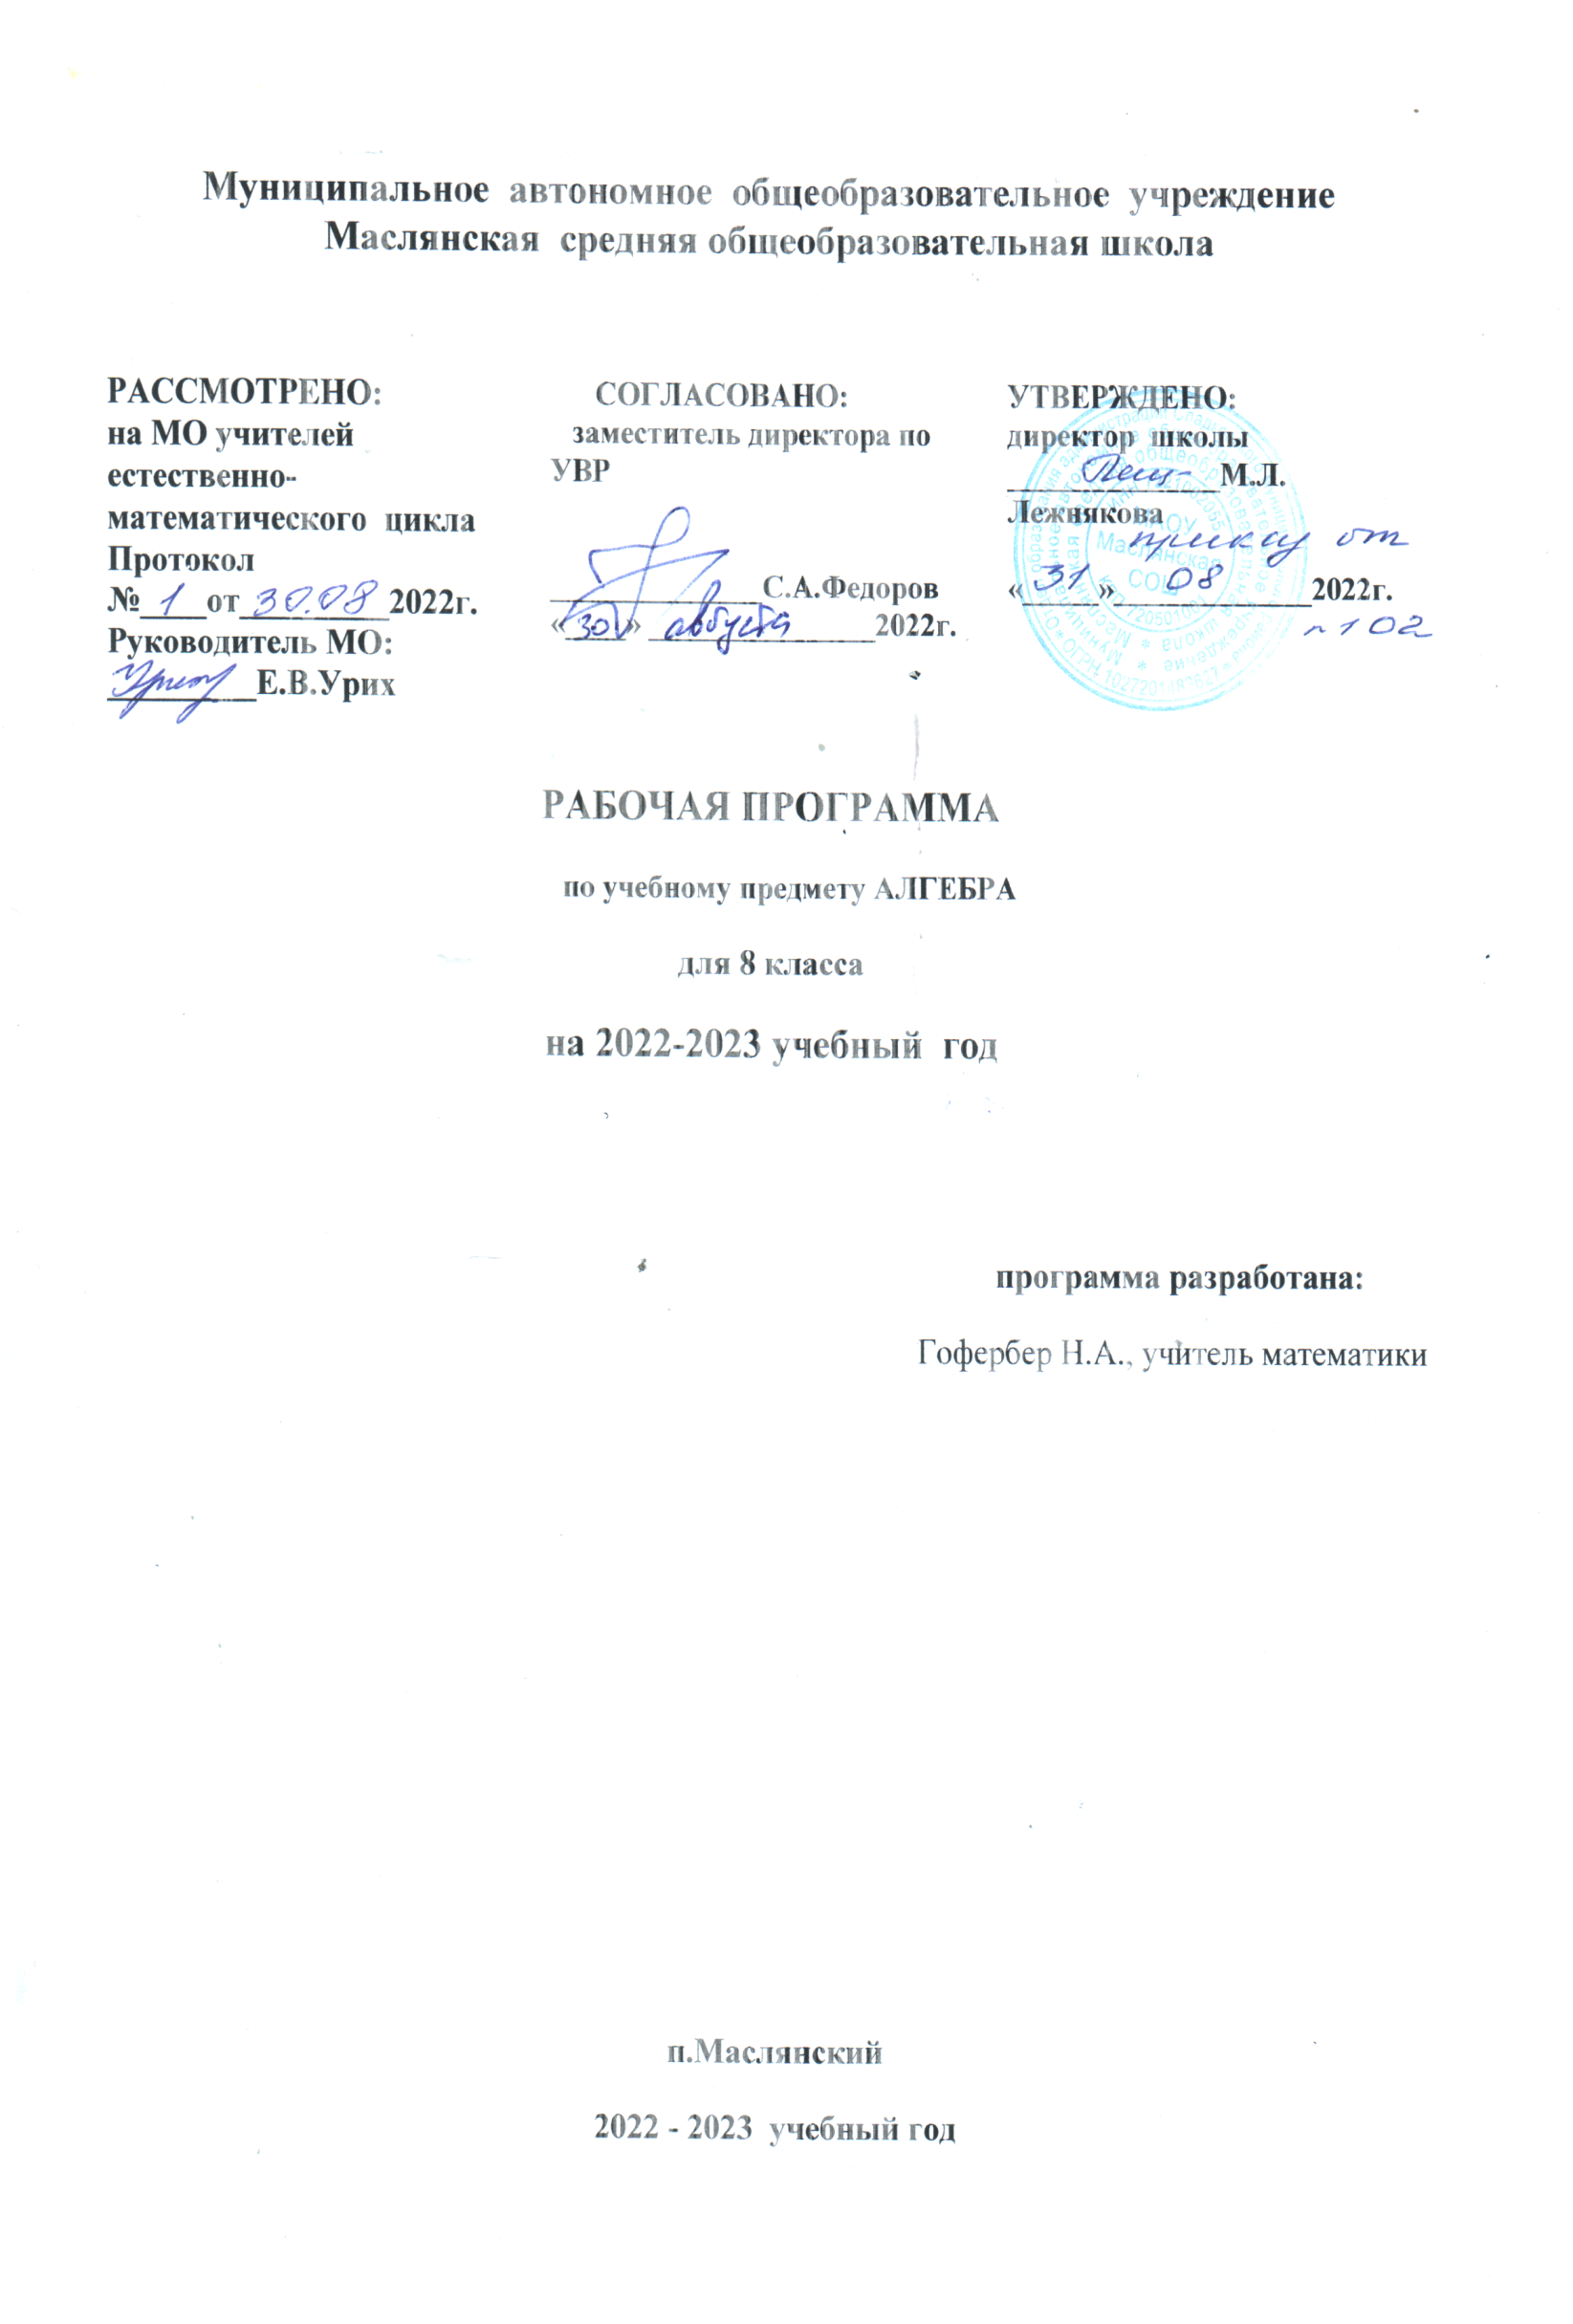 Муниципальное автономное общеобразовательное учреждение
Маслянская средняя общеобразовательная школа
РАССМОТРЕНО:
на МО учителей
естественно-
математического цикла
Протокол
№ 1 от 30.08 2022г.
Руководитель МО:
Е.В.Урих
СОГЛАСОВАНО:
заместитель директора по
УВР
С.А.Федоров
«30» августа 2022г.
УТВЕРЖДЕНО:
директор школы
М.Л.
Лежнякова
приказ от
«31» 08 2022г.
102
МАОУ
Маслянская
СОШ
РАБОЧАЯ ПРОГРАММА
по учебному предмету АЛГЕБРА
для 8 класса
на 2022-2023 учебный год
программа разработана:
Гофербер Н.А., учитель математики
п.Маслянский
2022 - 2023 учебный год